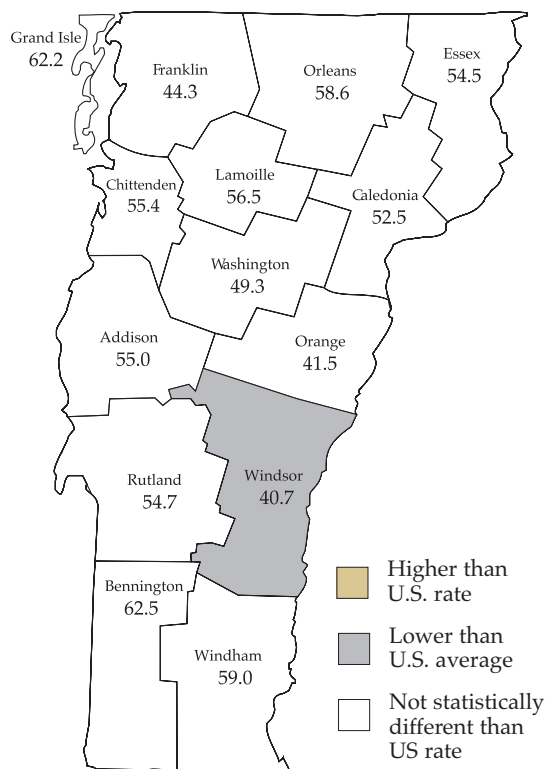 Grand Isle
62.2
Franklin
44.3
Orleans
58.6
Essex
54.5
Chittenden
55.4
Lamoille
56.5
Caledonia
52.5
Washington
49.3
Addison
55.0
Orange
41.5
Rutland
54.7
Windsor
40.7
Bennington
62.5
Windham
59.0
Higher than
U.S. rate
Lower than
U.S. average
Not statistically
different than
US rate